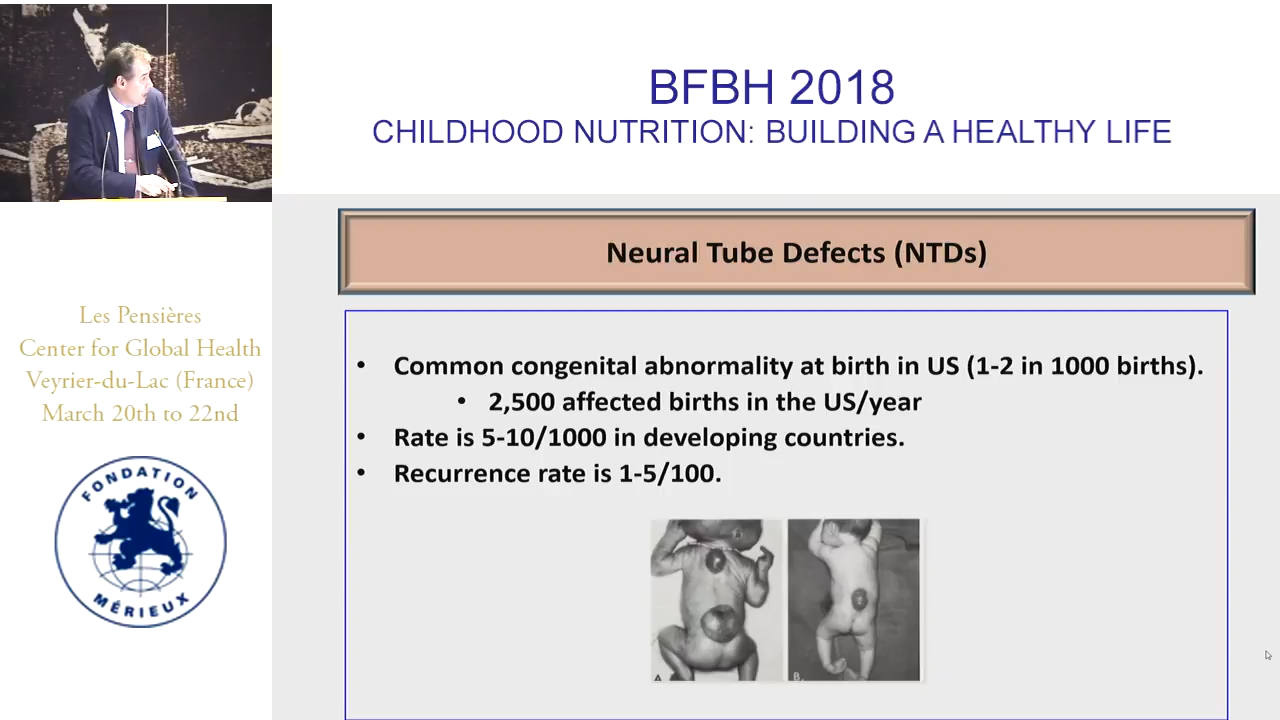 BFBH 2018
CHILDHOOD NUTRITION: BUILDING A HEALTHY LIFE
Les Pensières
Center for Global Health
Veyrier-du-Lac (France)
March 20th to 22nd
FONDATION
MÉRIEUX
Neural Tube Defects (NTDs)
• Common congenital abnormality at birth in US (1-2 in 1000 births).
• 2,500 affected births in the US/year
• Rate is 5-10/1000 in developing countries.
• Recurrence rate is 1-5/100.
A
B.